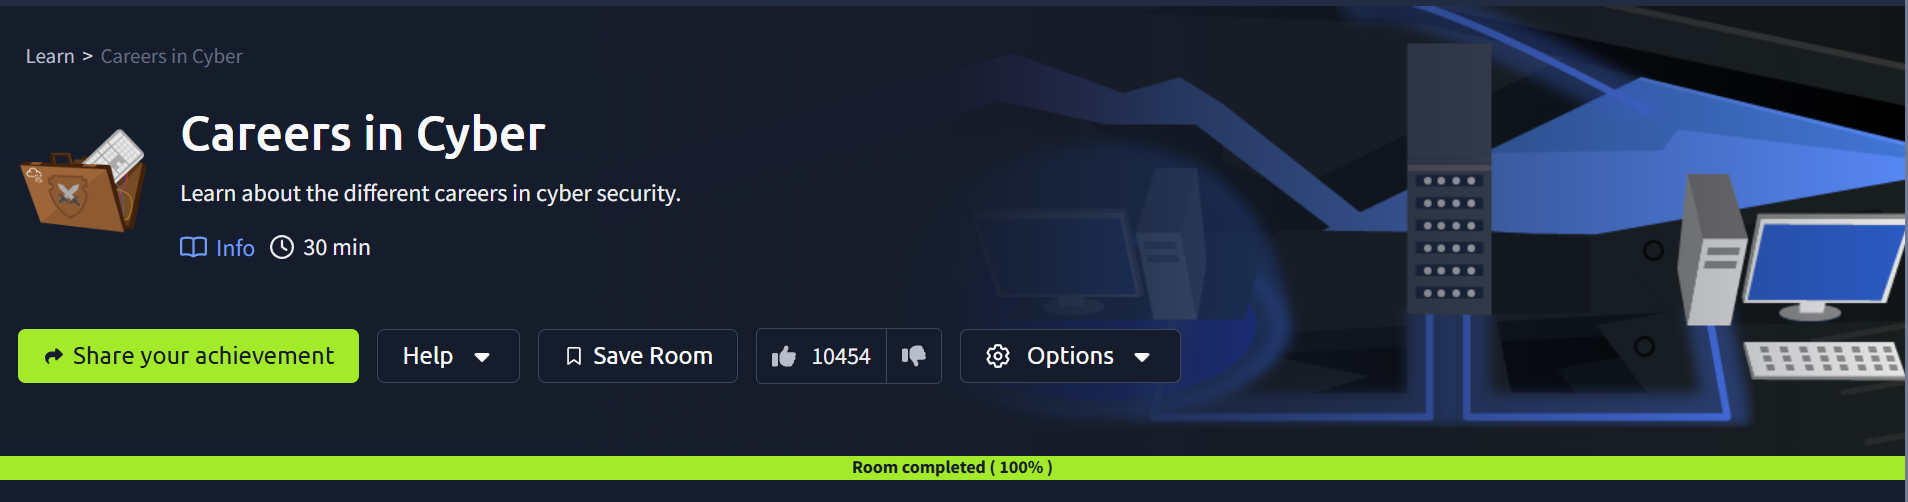 Learn > Careers in Cyber
Careers in Cyber
Learn about the different careers in cyber security.
Info 30 min
Share your achievement Help Save Room 10454 Options
Room completed ( 100% )